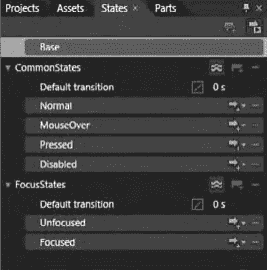 Projects Assets States × Parts
Base
CommonStates
Default transition 0 s
Normal
MouseOver
Pressed
Disabled
FocusStates
Default transition 0 s
Unfocused
Focused